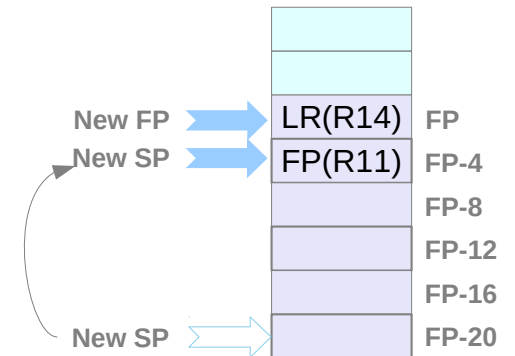 New FP LR(R14) FP
New SP FP(R11) FP-4
FP-8
FP-12
FP-16
New SP FP-20